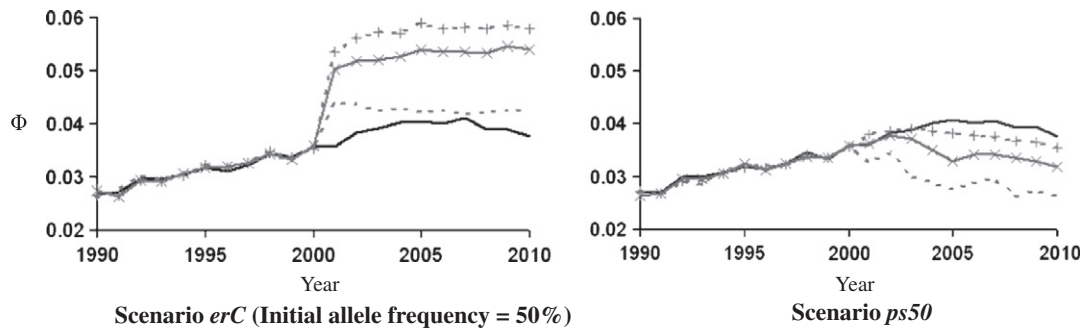 0.06
0.05
Φ 0.04
0.03
0.02
1990 1995 2000 2005 2010
Year
Scenario erC (Initial allele frequency = 50%)
0.06
0.05
0.04
0.03
0.02
1990 1995 2000 2005 2010
Year
Scenario ps50